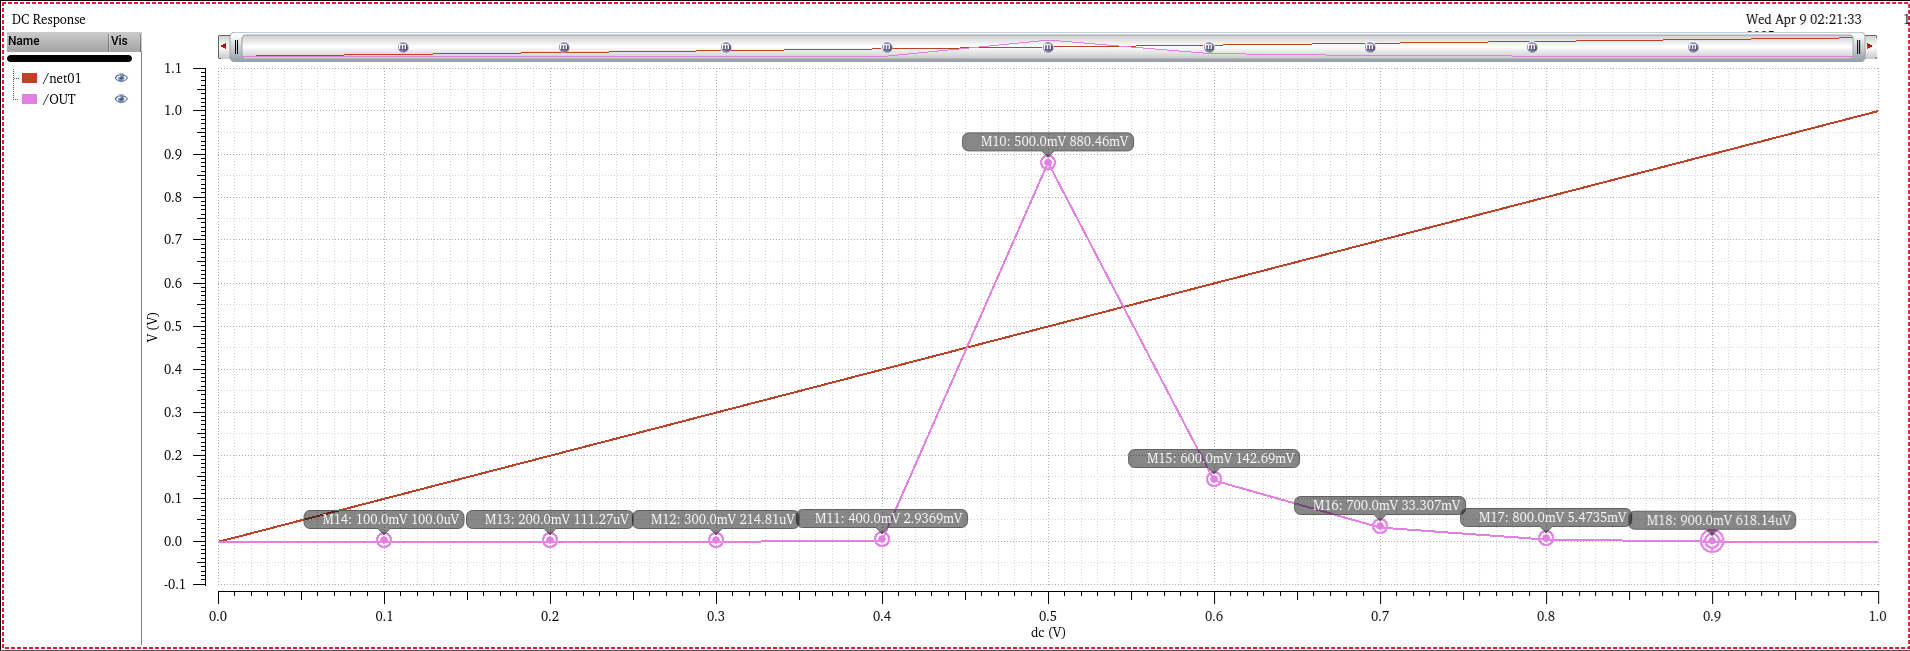 DC Response
Wed Apr 9 02:21:33
1
Name Vis
/net01
/OUT
1.1
1.0
0.9
0.8
0.7
0.6
0.5
0.4
0.3
0.2
0.1
0.0
-0.1
V (V)
M10: 500.0mV 880.46mV
M15: 600.0mV 142.69mV
M16: 700.0mV 33.307mV
M14: 100.0mV 100.0uV
M13: 200.0mV 111.27uV
M12: 300.0mV 214.81uV
M11: 400.0mV 2.9369mV
M17: 800.0mV 5.4735mV
M18: 900.0mV 618.14uV
0.0 0.1 0.2 0.3 0.4 0.5 0.6 0.7 0.8 0.9 1.0
dc (V)